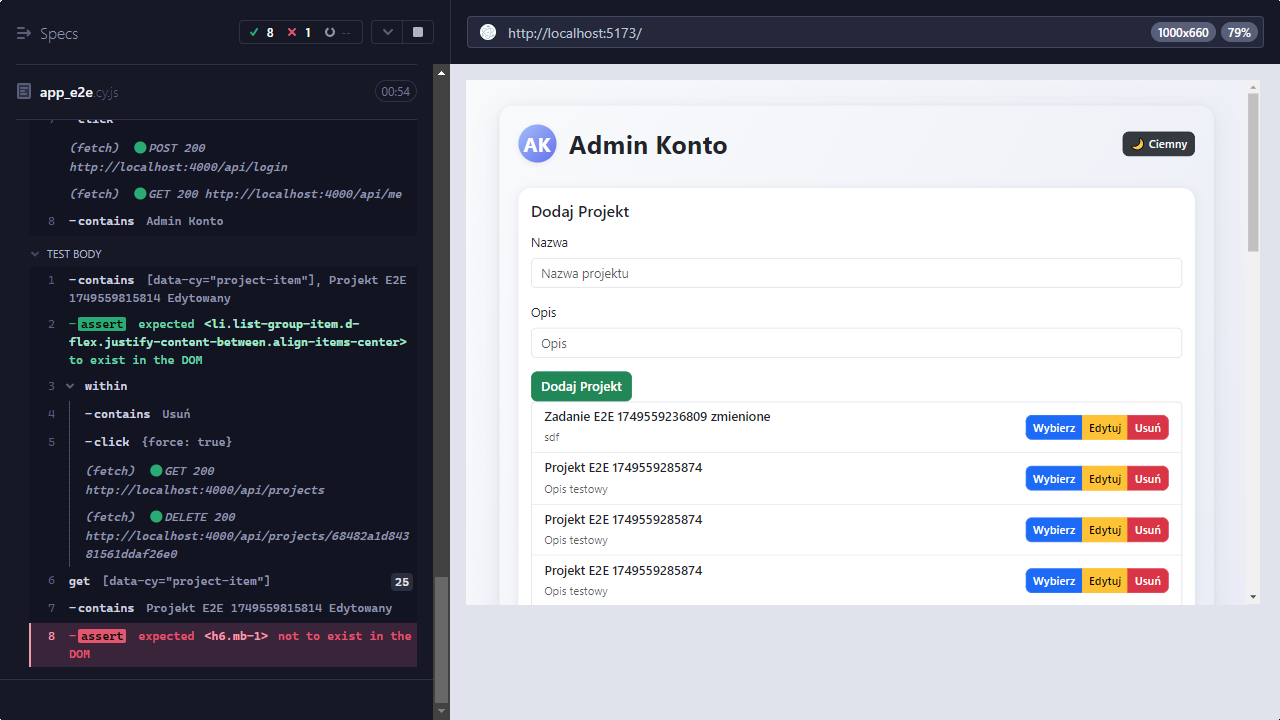 Specs
8
1
--
app_e2e.cy.js
00:54
7 -click
(fetch) POST 200
http://localhost:4000/api/login
(fetch) GET 200 http://localhost:4000/api/me
8 -contains Admin Konto
TEST BODY
1 -contains [data-cy="project-item"], Projekt E2E
1749559815814 Edytowany
2 -assert expected <li.list-group-item.d-
flex.justify-content-between.align-items-center>
to exist in the DOM
3 within
4 -contains Usuń
5 -click {force: true}
(fetch) GET 200
http://localhost:4000/api/projects
(fetch) DELETE 200
http://localhost:4000/api/projects/68482a1d843
81561ddaf26e0
6 get [data-cy="project-item"] 25
7 -contains Projekt E2E 1749559815814 Edytowany
8 -assert expected <h6.mb-1> not to exist in the
DOM
http://localhost:5173/
1000x660
79%
AK
Admin Konto
🌙 Ciemny
Dodaj Projekt
Nazwa
Nazwa projektu
Opis
Opis
Dodaj Projekt
Zadanie E2E 1749559236809 zmienione
sdf
Wybierz Edytuj Usuń
Projekt E2E 1749559285874
Opis testowy
Wybierz Edytuj Usuń
Projekt E2E 1749559285874
Opis testowy
Wybierz Edytuj Usuń
Projekt E2E 1749559285874
Opis testowy
Wybierz Edytuj Usuń